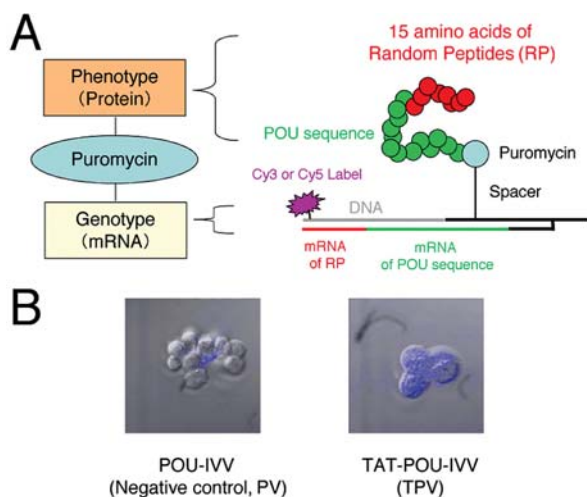 A
Phenotype
(Protein)
Puromycin
Genotype
(mRNA)
15 amino acids of
Random Peptides (RP)
POU sequence
Puromycin
Cy3 or Cy5 Label
Spacer
DNA
mRNA
of RP
mRNA
of POU sequence
B
POU-IVV
(Negative control, PV)
TAT-POU-IVV
(TPV)